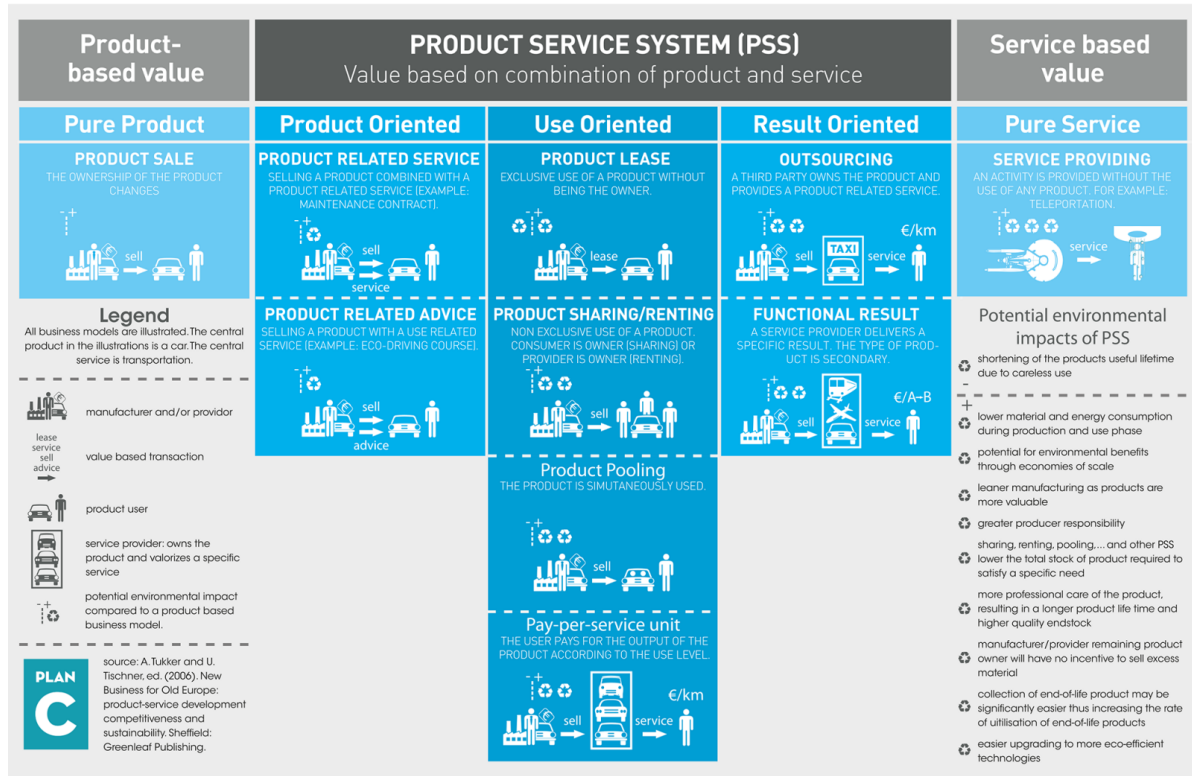 Product-
based value
PRODUCT SERVICE SYSTEM (PSS)
Value based on combination of product and service
Service based
value
Pure Product
Product Oriented
Use Oriented
Result Oriented
Pure Service
PRODUCT SALE
THE OWNERSHIP OF THE PRODUCT
CHANGES
- +
sell
PRODUCT RELATED SERVICE
SELLING A PRODUCT COMBINED WITH A
PRODUCT RELATED SERVICE (EXAMPLE:
MAINTENANCE CONTRACT).
- +
sell
service
PRODUCT LEASE
EXCLUSIVE USE OF A PRODUCT WITHOUT
BEING THE OWNER.
- +
lease
OUTSOURCING
A THIRD PARTY OWNS THE PRODUCT AND
PROVIDES A PRODUCT RELATED SERVICE.
- +
€/km
TAXI
sell
service
SERVICE PROVIDING
AN ACTIVITY IS PROVIDED WITHOUT THE
USE OF ANY PRODUCT. FOR EXAMPLE:
TELEPORTATION.
- +
service
PRODUCT RELATED ADVICE
SELLING A PRODUCT WITH A USE RELATED
SERVICE (EXAMPLE: ECO-DRIVING COURSE).
- +
sell
advice
PRODUCT SHARING/RENTING
NON EXCLUSIVE USE OF A PRODUCT.
CONSUMER IS OWNER (SHARING) OR
PROVIDER IS OWNER (RENTING).
- +
sell
FUNCTIONAL RESULT
A SERVICE PROVIDER DELIVERS A
SPECIFIC RESULT. THE TYPE OF PROD-
UCT IS SECONDARY.
- +
€/A-B
sell
service
Product Pooling
THE PRODUCT IS SIMUTANEOUSLY USED.
- +
sell
Pay-per-service unit
THE USER PAYS FOR THE OUTPUT OF THE
PRODUCT ACCORDING TO THE USE LEVEL.
- +
€/km
sell
service
Legend
All business models are illustrated. The central
product in the illustrations is a car. The central
service is transportation.
manufacturer and/or provider
lease
service
sell
advice
value based transaction
product user
service provider: owns the
product and valorizes a specific
service
- +
potential environmental impact
compared to a product based
business model.
PLAN
C
source: A. Tukker and U.
Tischner, ed. (2006). New
Business for Old Europe:
product-service development
competitiveness and
sustainability. Sheffield:
Greenleaf Publishing.
Potential environmental
impacts of PSS
shortening of the products useful lifetime
due to careless use
-
+
lower material and energy consumption
during production and use phase
potential for environmental benefits
through economies of scale
leaner manufacturing as products are
more valuable
greater producer responsibility
sharing, renting, pooling,... and other PSS
lower the total stock of product required to
satisfy a specific need
more professional care of the product,
resulting in a longer product life time and
higher quality endstock
manufacturer/provider remaining product
owner will have no incentive to sell excess
material
collection of end-of-life product may be
significantly easier thus increasing the rate
of uitilisation of end-of-life products
easier upgrading to more eco-efficient
technologies